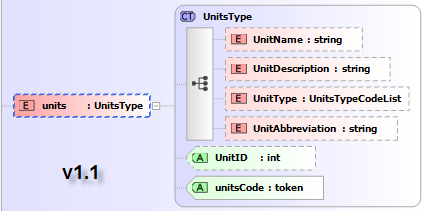 CT UnitsType
E UnitName : string
E UnitDescription : string
E UnitType : UnitsTypeCodeList
E UnitAbbreviation : string
E units : UnitsType
A UnitID : int
A unitsCode : token
v1.1